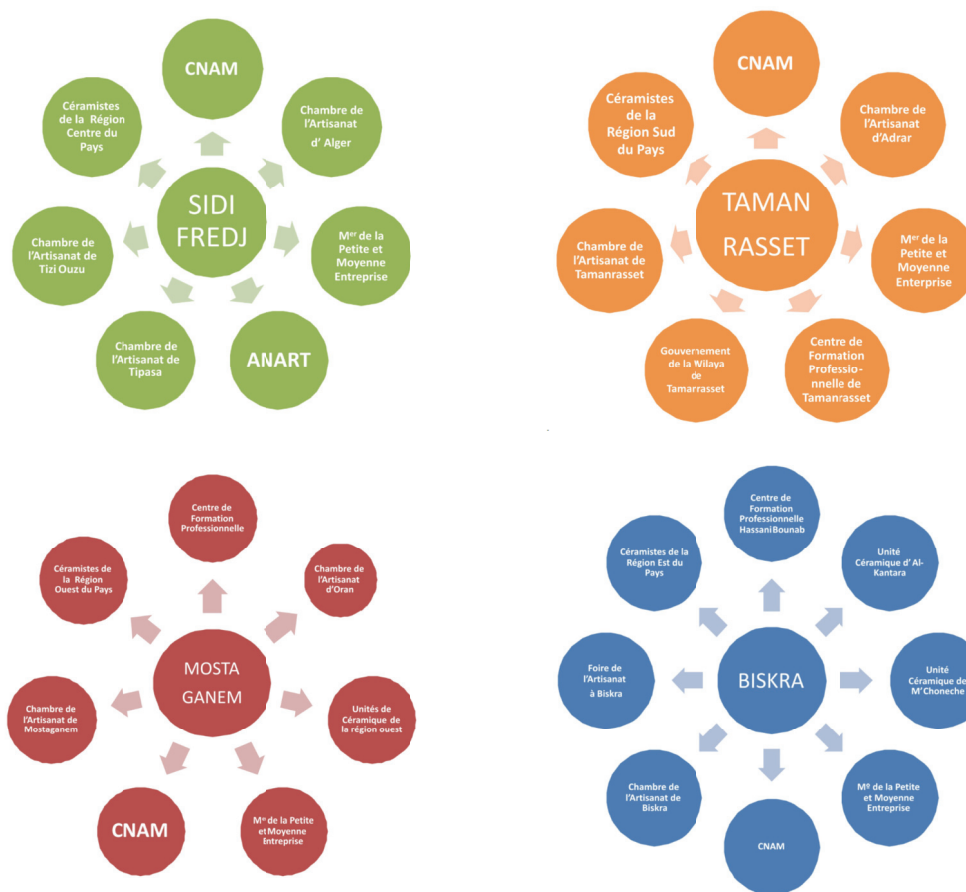 CNAM
Chambre de
l'Artisanat
d' Alger
Mer de la
Petite et
Moyenne
Entreprise
ANART
Chambre de
l'Artisanat de
Tipasa
Chambre de
l'Artisanat de
Tizi Ouzu
Céramistes
de la Région
Centre du
Pays
SIDI
FREDJ
CNAM
Chambre de
l'Artisanat
d'Adrar
Mer de la
Petite et
Moyenne
Enterprise
Centre de
Formation
Professio-
nnelle de
Tamanrasset
Gouvernement
de la Wilaya
de
Tamarrasset
Chambre de
l'Artisanat de
Tamanrasset
Céramistes
de la
Région Sud
du Pays
TAMAN
RASSET
Centre de
Formation
Professionnelle
Chambre de
l'Artisanat
d'Oran
Unités de
Céramique de
la région ouest
Mer de la Petite
et Moyenne
Entreprise
CNAM
Chambre de
l'Artisanat de
Mostaganem
Céramistes de
la Région
Ouest du Pays
MOSTA
GANEM
Centre de
Formation
Professionnelle
Hassani Bounab
Unité
Céramique d' Al-
Kantara
Unité
Céramique de
M' Choneche
Mº de la Petite
et Moyenne
Entreprise
CNAM
Chambre de
l'Artisanat de
Biskra
Foire de
l'Artisanat
à Biskra
Céramistes de la
Région Est du
Pays
BISKRA